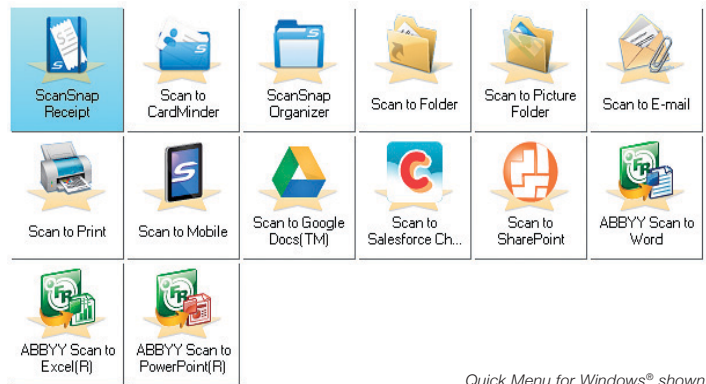 ScanSnap
Receipt
Scan to
CardMinder
ScanSnap
Organizer
Scan to Folder
Scan to Picture
Folder
Scan to E-mail
Scan to Print
Scan to Mobile
Scan to Google
Docs(TM)
Scan to
Salesforce Ch...
Scan to
SharePoint
ABBYY Scan to
Word
ABBYY Scan to
Excel(R)
ABBYY Scan to
PowerPoint(R)
Quick Menu for Windows® shown